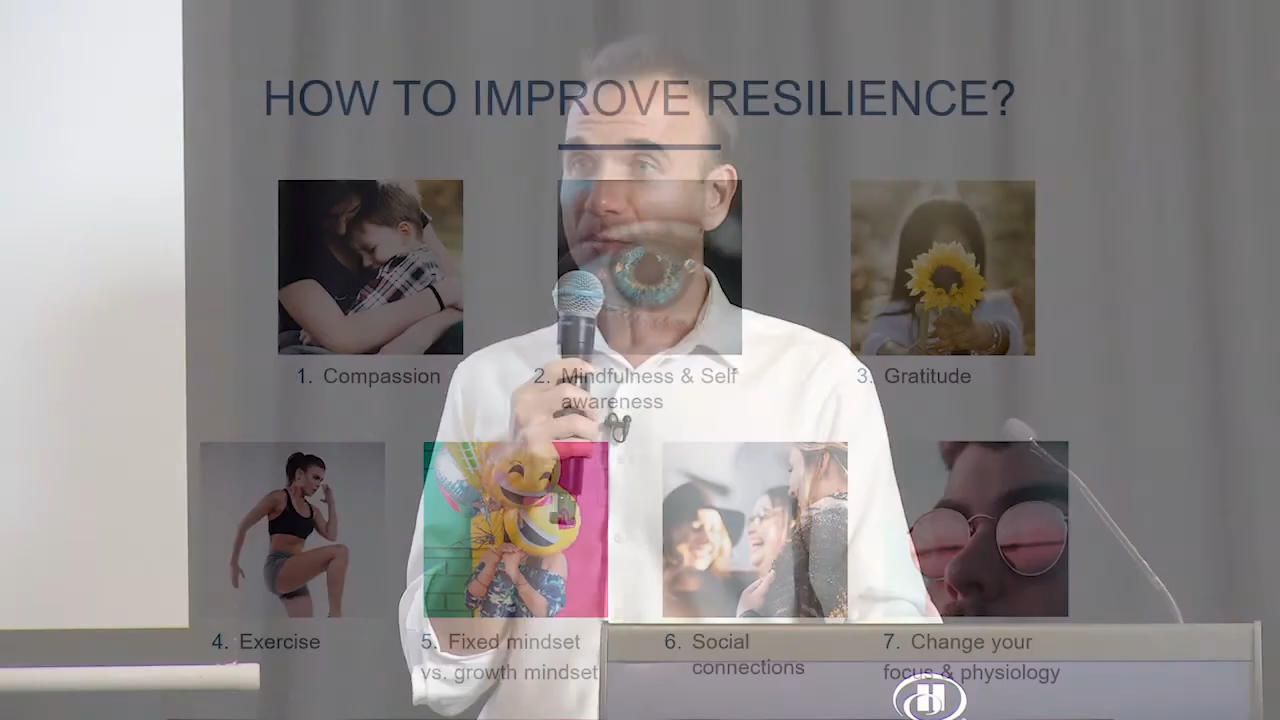 HOW TO IMPROVE RESILIENCE?
1. Compassion
2. Mindfulness & Self
awareness
3. Gratitude
4. Exercise
5. Fixed mindset
vs. growth mindset
6. Social
connections
7. Change your
focus & physiology
H